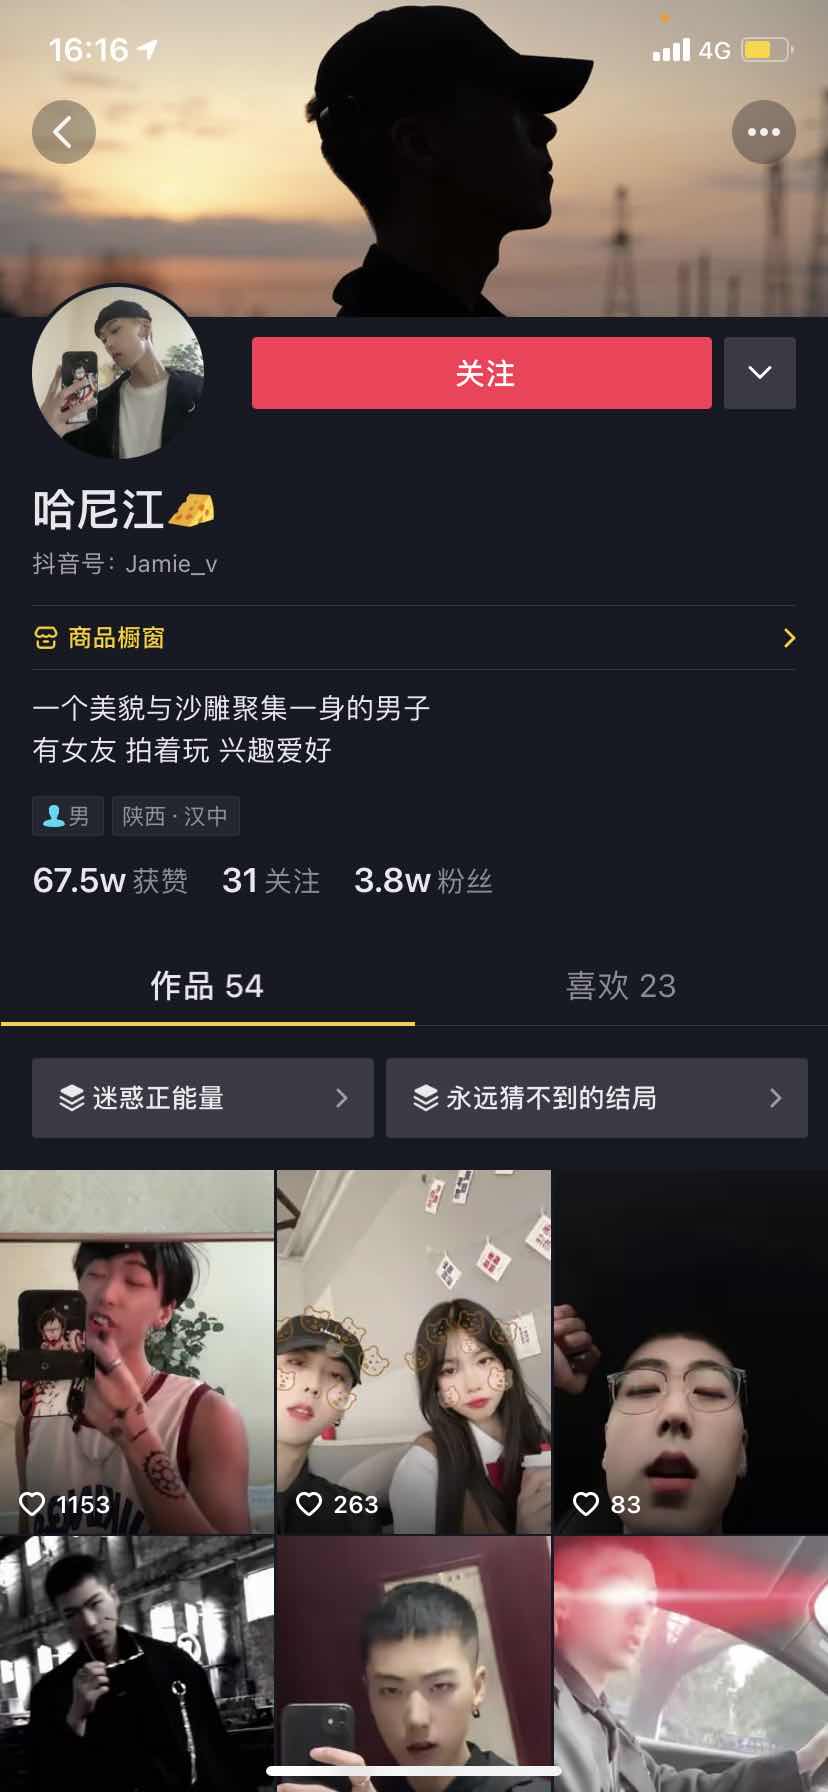 16:16
4G
关注
哈尼江
抖音号：Jamie_v
商品橱窗
一个美貌与沙雕聚集一身的男子
有女友 拍着玩 兴趣爱好
男
陕西 · 汉中
67.5w 获赞 31 关注 3.8w 粉丝
作品 54
喜欢 23
迷惑正能量
永远猜不到的结局
1153
263
83